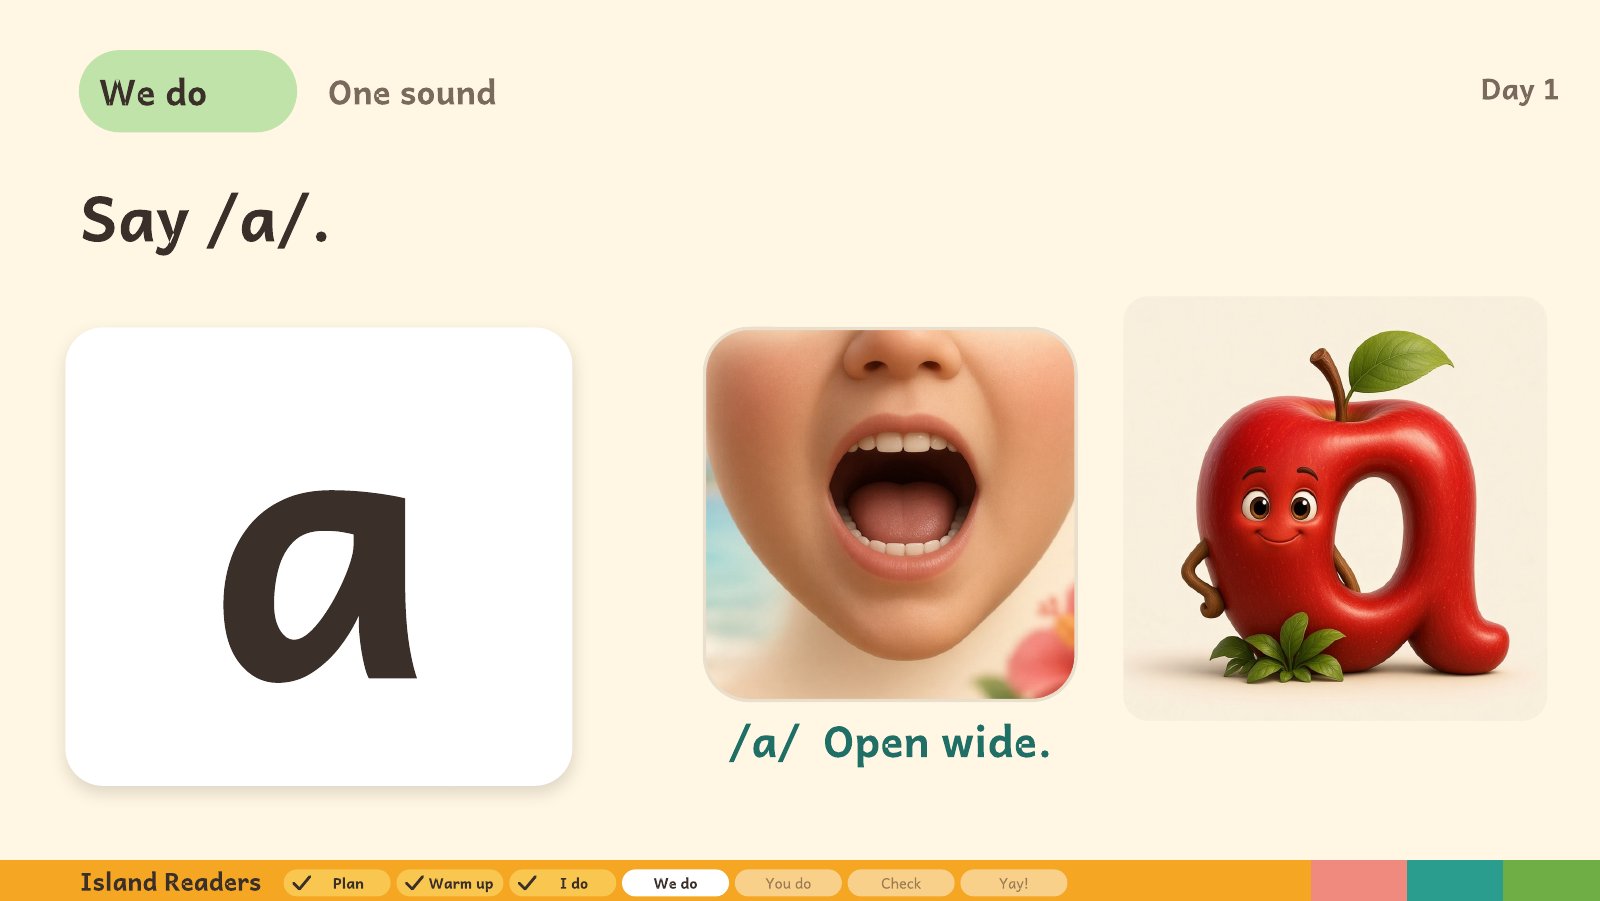 We do One sound
Day 1
Say /a/.
a
/a/ Open wide.
Island Readers Plan Warm up I do We do You do Check Yay!